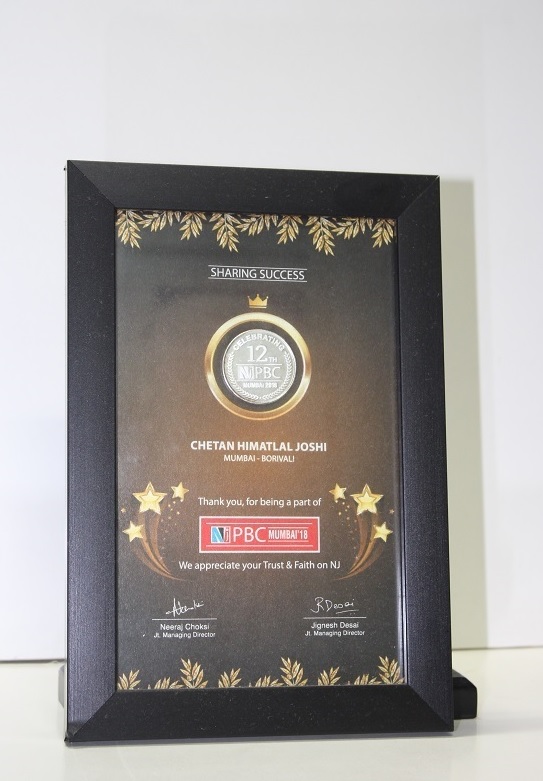 SHARING SUCCESS
CELEBRATING
12TH
NJ PBC
MUMBAI 2018
CHETAN HIMATLAL JOSHI
MUMBAI - BORIVALI
Thank you, for being a part of
NJ PBC MUMBAI'18
We appreciate your Trust & Faith on NJ
Neeraj Choksi
Jt. Managing Director
RDesai
Jignesh Desai
Jt. Managing Director